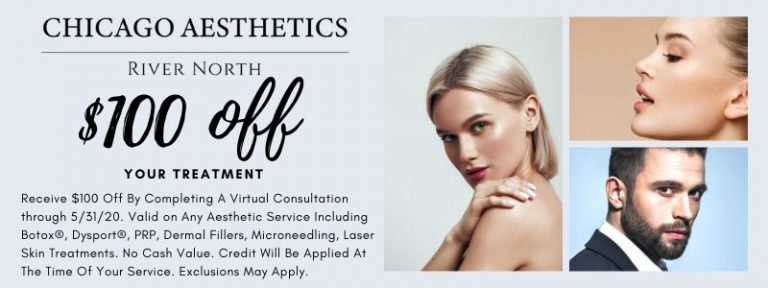 CHICAGO AESTHETICS
RIVER NORTH
$100 off
YOUR TREATMENT
Receive $100 Off By Completing A Virtual Consultation
through 5/31/20. Valid on Any Aesthetic Service Including
Botox®, Dysport®, PRP, Dermal Fillers, Microneedling, Laser
Skin Treatments. No Cash Value. Credit Will Be Applied At
The Time Of Your Service. Exclusions May Apply.